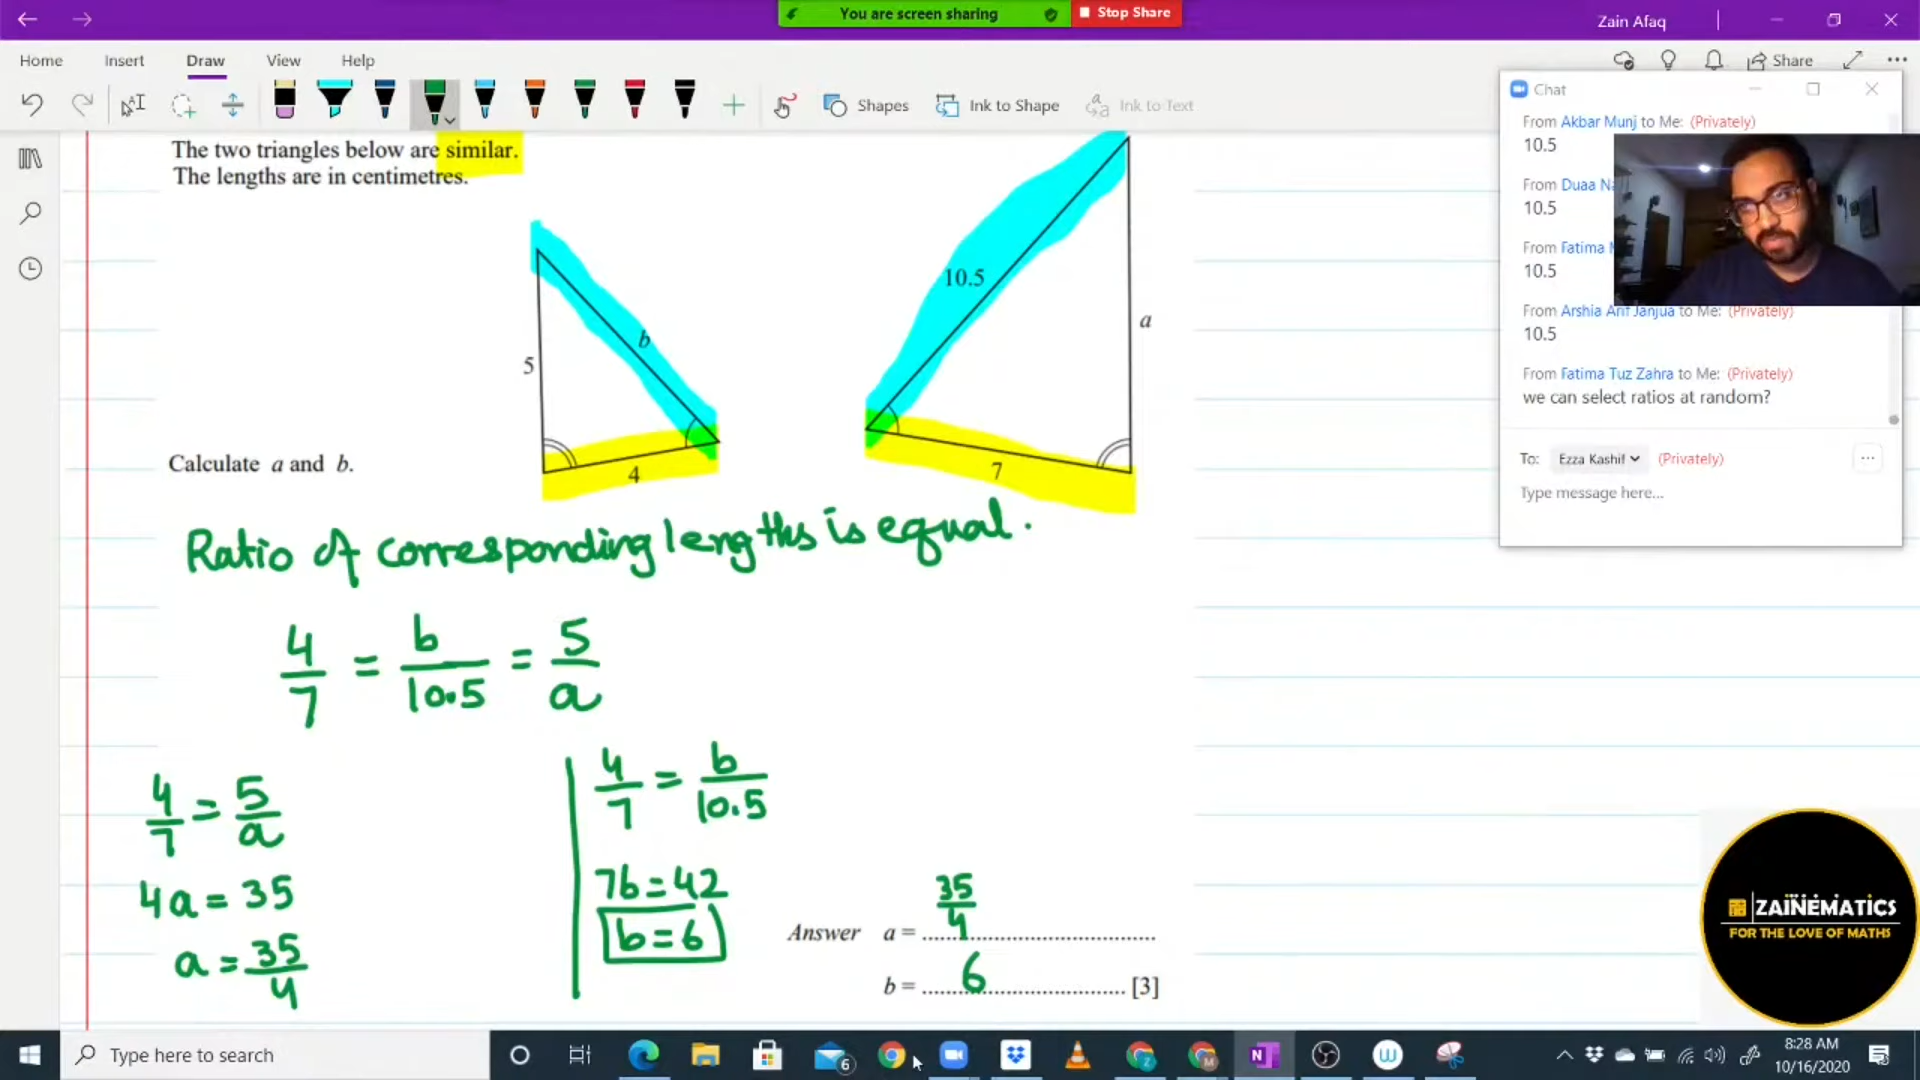 You are screen sharing
Stop Share
Zain Afaq
Home Insert Draw View Help
Share
Shapes
Ink to Shape
Ink to Text
The two triangles below are similar.
The lengths are in centimetres.
5
b
4
10.5
a
7
Calculate a and b.
Ratio of corresponding lengths is equal.
4/7 = b/10.5 = 5/a
4/7 = 5/a
4a = 35
a = 35/4
4/7 = b/10.5
7b = 42
b = 6
Answer a = 35/4
b = 6 [3]
Chat
From Akbar Munj to Me: (Privately)
10.5
From Duaa
10.5
From Fatima
10.5
From Arshia Arif Janjua to Me: (Privately)
10.5
From Fatima Tuz Zahra to Me: (Privately)
we can select ratios at random?
To: Ezza Kashif (Privately)
Type message here...
ZAINEMATICS
FOR THE LOVE OF MATHS
Type here to search
6
8:28 AM
10/16/2020